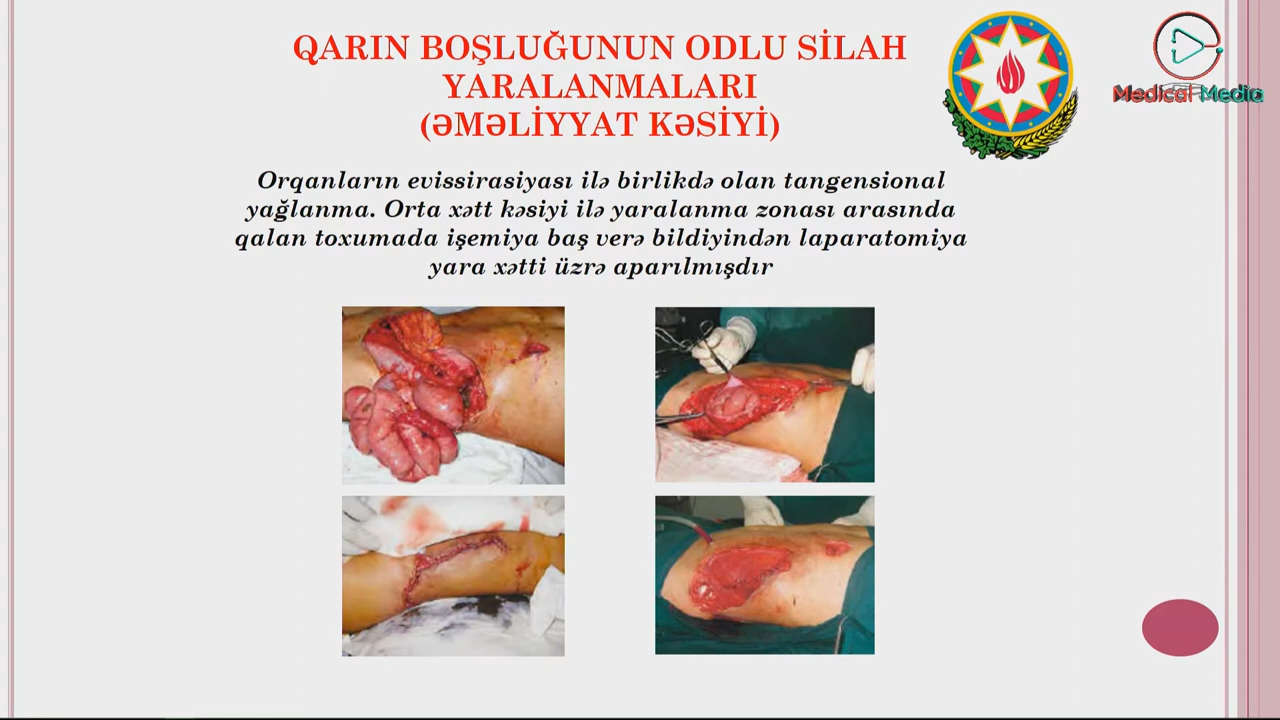 QARIN BOŞLUĞUNUN ODLU SİLAH
YARALANMALARI
(ƏMƏLİYYAT KƏSİYİ)
Medical Media
Orqanların evissirasiyası ilə birlikdə olan tangensional
yağlanma. Orta xətt kəsiyi ilə yaralanma zonası arasında
qalan toxumada işemiya baş verə bildiyindən laparatomiya
yara xətti üzrə aparılmışdır